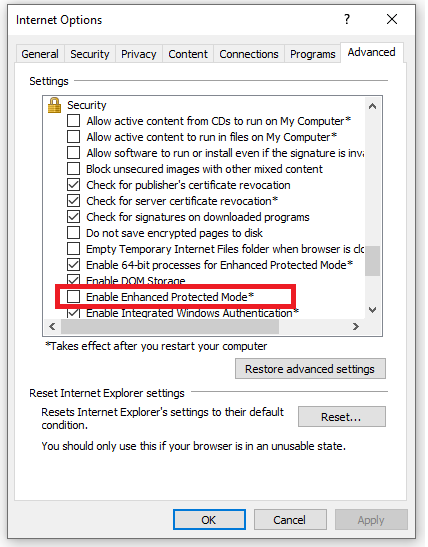 Internet Options
?
General Security Privacy Content Connections Programs Advanced
Settings
Security
Allow active content from CDs to run on My Computer*
Allow active content to run in files on My Computer*
Allow software to run or install even if the signature is inva
Block unsecured images with other mixed content
Check for publisher's certificate revocation
Check for server certificate revocation*
Check for signatures on downloaded programs
Do not save encrypted pages to disk
Empty Temporary Internet Files folder when browser is clo
Enable 64-bit processes for Enhanced Protected Mode*
Enable DOM Storage
Enable Enhanced Protected Mode*
Enable Integrated Windows Authentication*
*Takes effect after you restart your computer
Restore advanced settings
Reset Internet Explorer settings
Resets Internet Explorer's settings to their default
condition.
Reset...
You should only use this if your browser is in an unusable state.
OK Cancel Apply